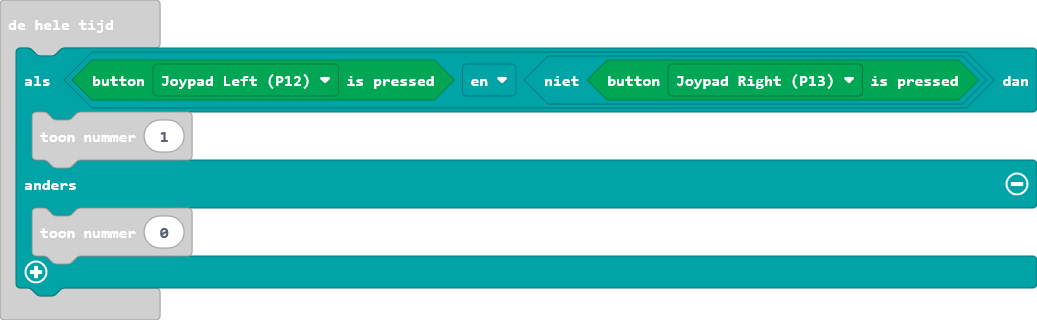 de hele tijd
als button Joypad Left (P12) is pressed en niet button Joypad Right (P13) is pressed dan
toon nummer 1
anders
toon nummer 0